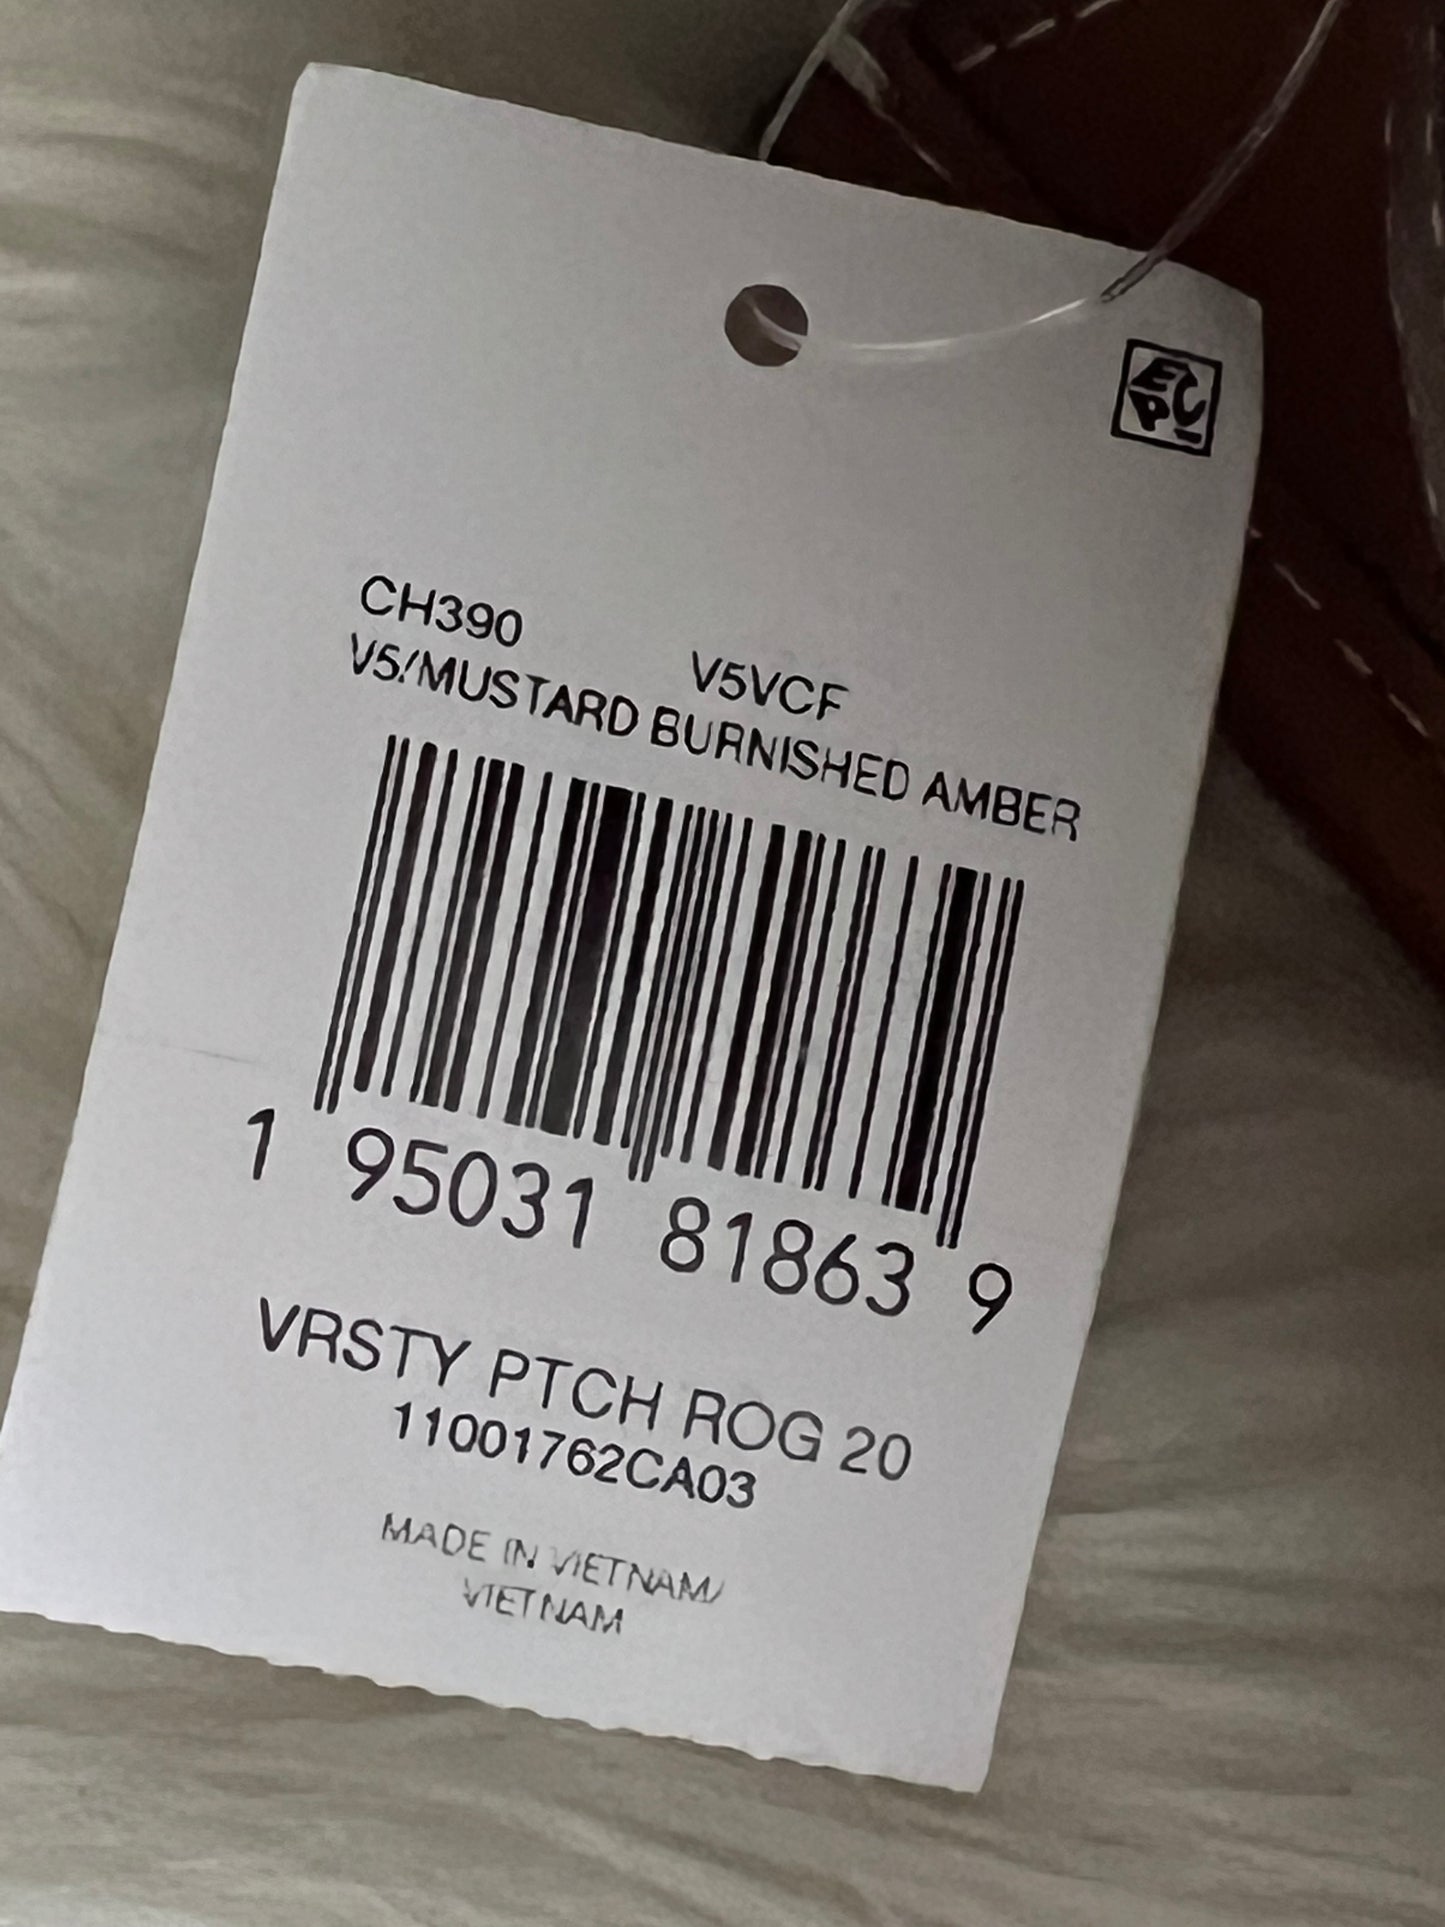 EPC
CH390 V5VCF
V5/MUSTARD BURNISHED AMBER
1 95031 81863 9
VRSTY PTCH ROG 20
11001762CA03
MADE IN VIETNAM/
VIETNAM